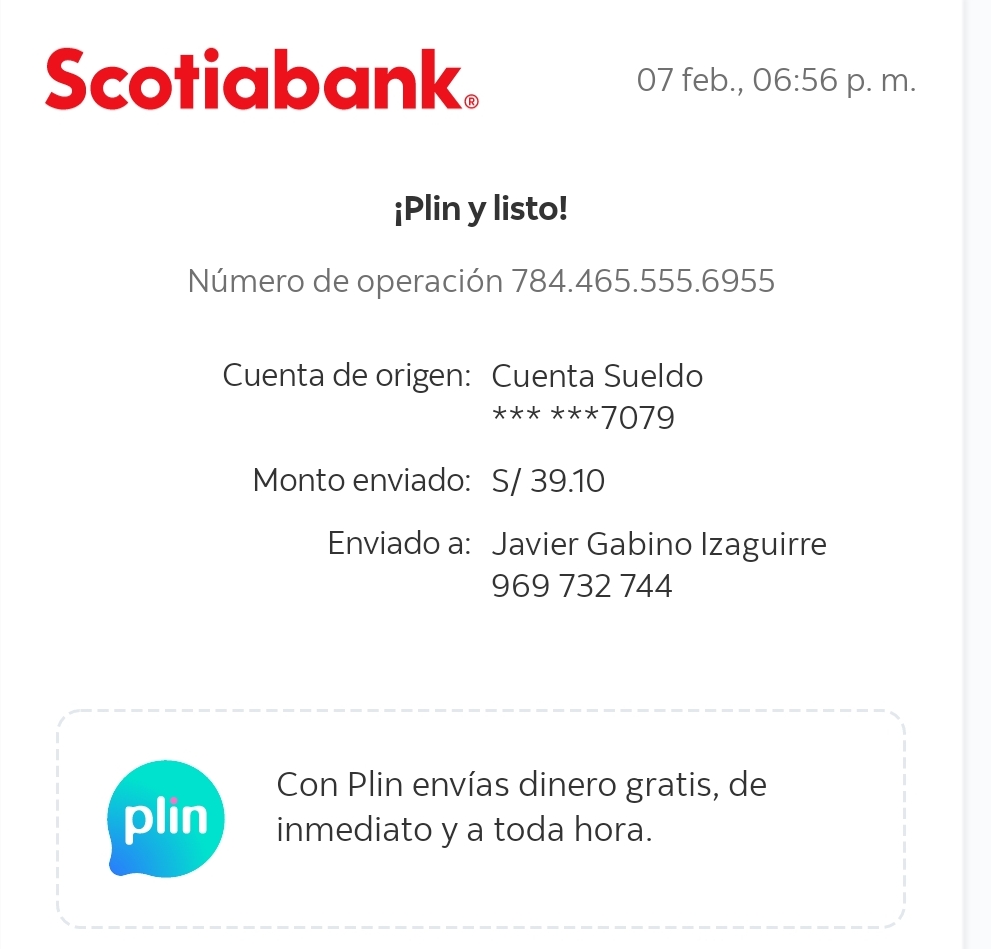 Scotiabank®
07 feb., 06:56 p. m.
¡Plin y listo!
Número de operación 784.465.555.6955
Cuenta de origen: Cuenta Sueldo
*** ***7079
Monto enviado: S/ 39.10
Enviado a: Javier Gabino Izaguirre
969 732 744
plin
Con Plin envías dinero gratis, de
inmediato y a toda hora.